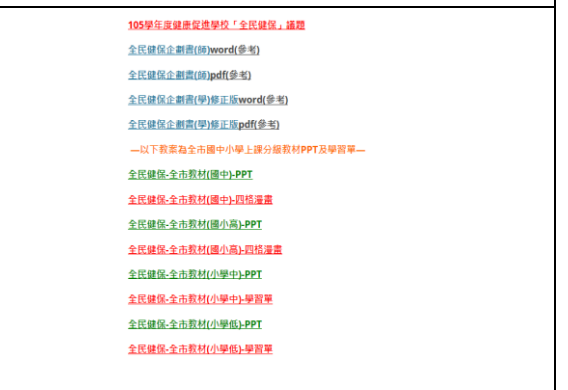 105學年度健康促進學校「全民健保」議題
全民健保企劃書(師)word(參考)
全民健保企劃書(師)pdf(參考)
全民健保企劃書(學)修正版word(參考)
全民健保企劃書(學)修正版pdf(參考)
—以下教案為全市國中小學上課分級教材PPT及學習單—
全民健保-全市教材(國中)-PPT
全民健保-全市教材(國中)-四格漫畫
全民健保-全市教材(國小高)-PPT
全民健保-全市教材(國小高)-四格漫畫
全民健保-全市教材(小學中)-PPT
全民健保-全市教材(小學中)-學習單
全民健保-全市教材(小學低)-PPT
全民健保-全市教材(小學低)-學習單